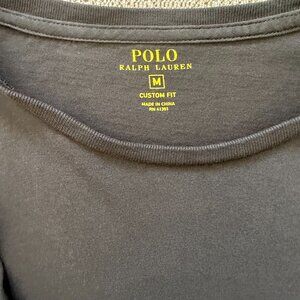 POLO
RALPH LAUREN
M
CUSTOM FIT
MADE IN CHINA
RN 41381